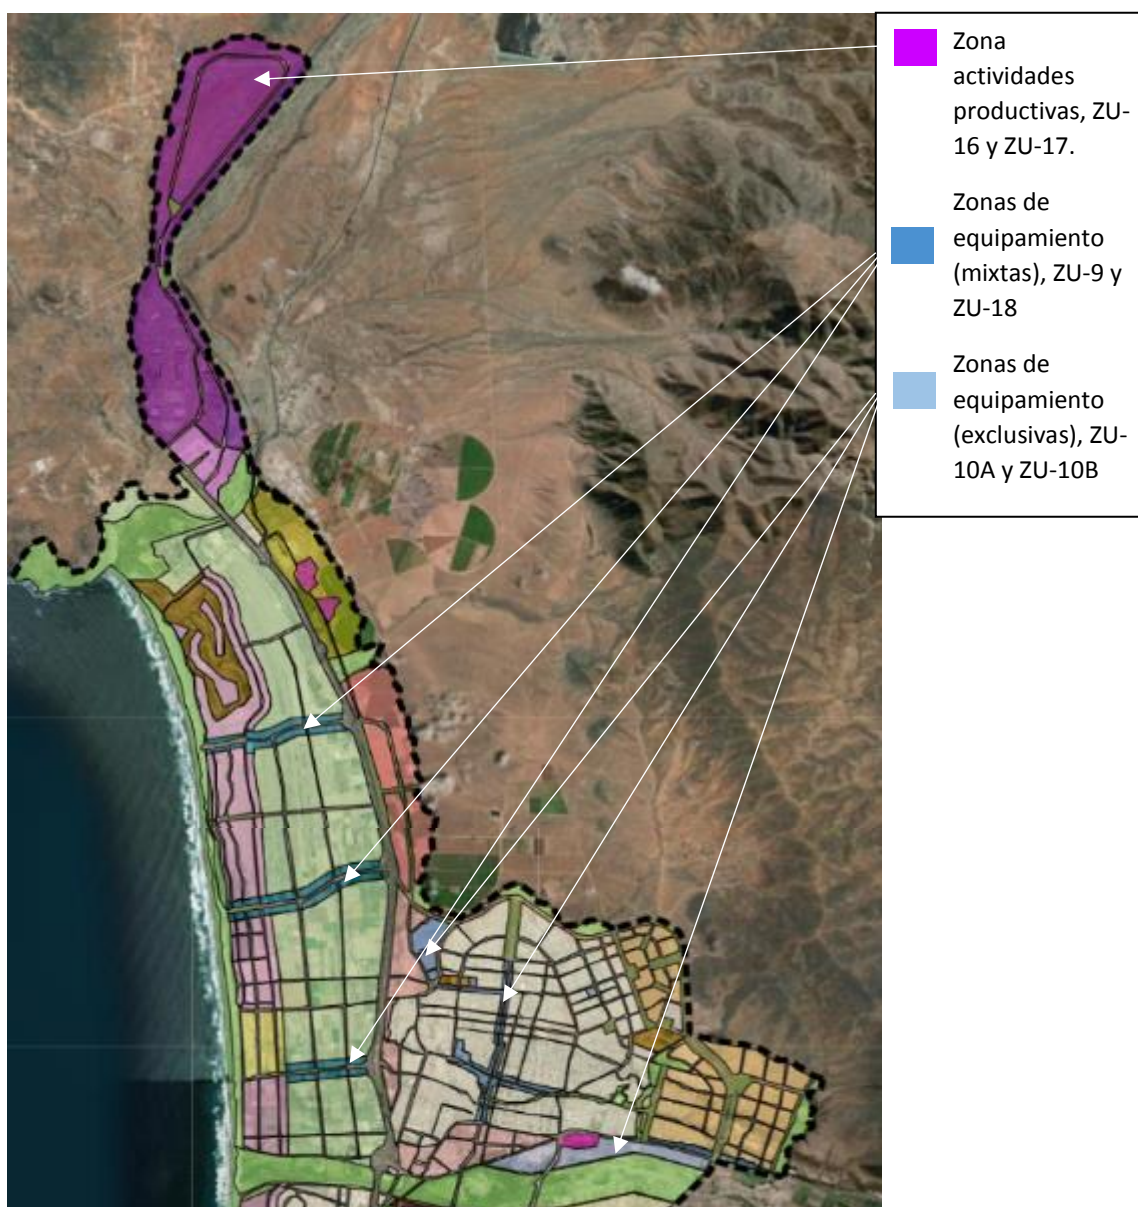 Zona
actividades
productivas, ZU-
16 y ZU-17.
Zonas de
equipamiento
(mixtas), ZU-9 y
ZU-18
Zonas de
equipamiento
(exclusivas), ZU-
10A y ZU-10B